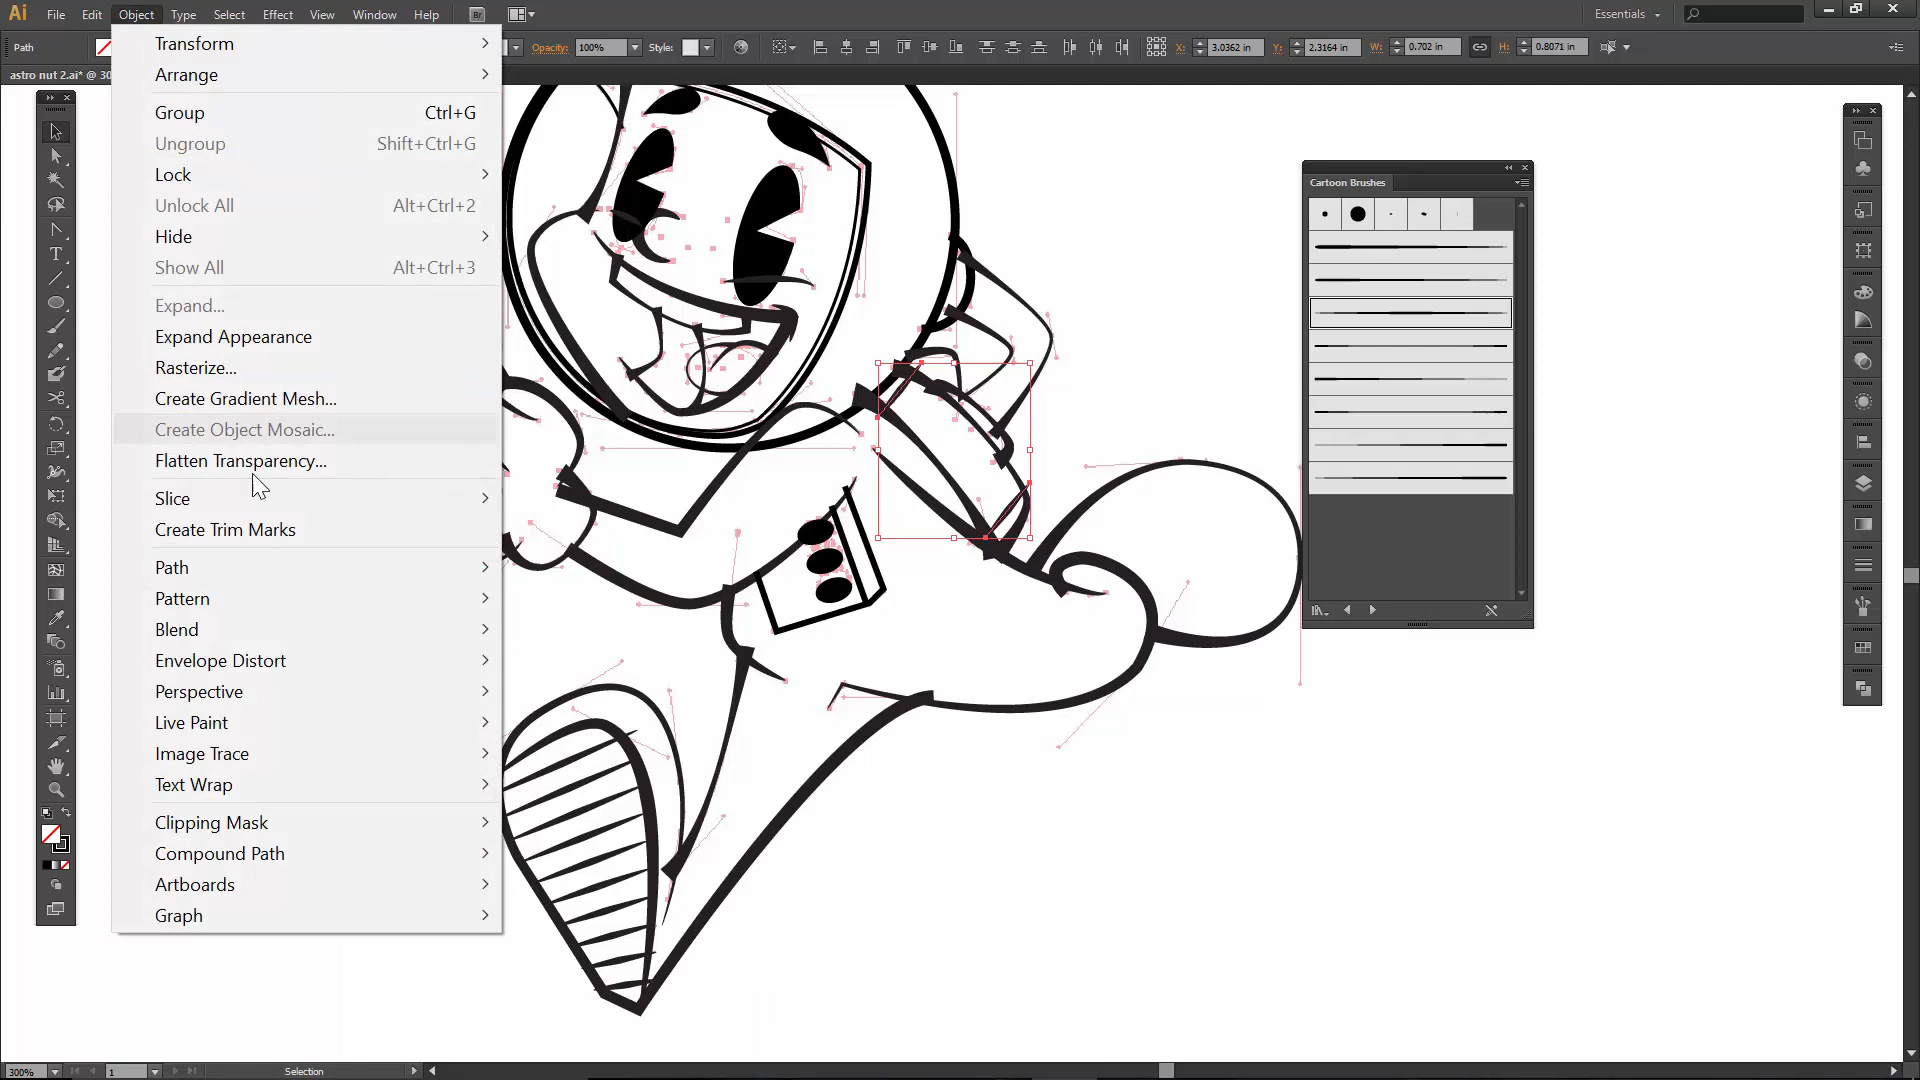 Ai File Edit Object Type Select Effect View Window Help Br Essentials
Path Opacity: 100% Style: X: 3.0362 in Y: 2.3164 in W: 0.702 in H: 0.8071 in
astro nut 2.ai* @ 30
Transform
Arrange
Group Ctrl+G
Ungroup Shift+Ctrl+G
Lock
Unlock All Alt+Ctrl+2
Hide
Show All Alt+Ctrl+3
Expand...
Expand Appearance
Rasterize...
Create Gradient Mesh...
Create Object Mosaic...
Flatten Transparency...
Slice
Create Trim Marks
Path
Pattern
Blend
Envelope Distort
Perspective
Live Paint
Image Trace
Text Wrap
Clipping Mask
Compound Path
Artboards
Graph
Cartoon Brushes
300% 1 Selection